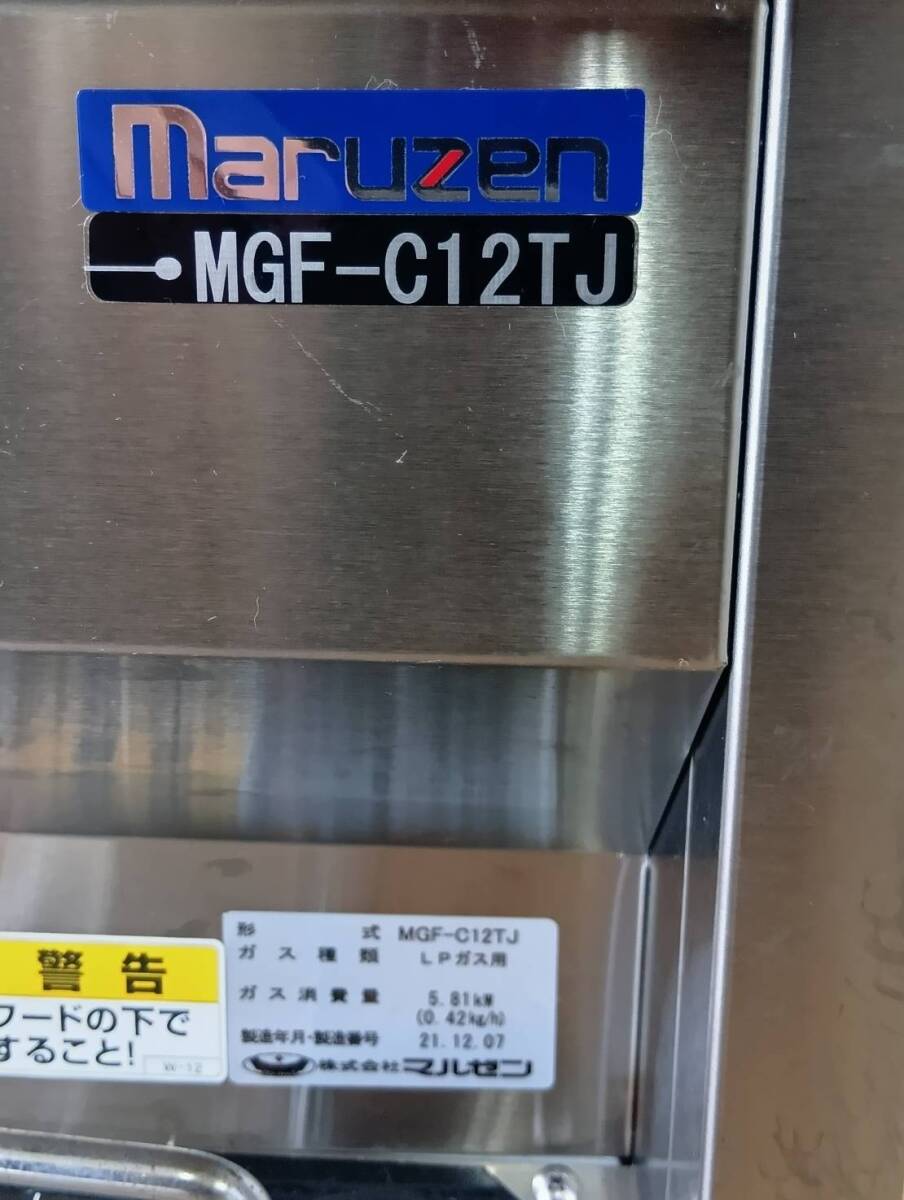 maruzen
MGF-C12TJ
警告
フードの下で
すること!
W-12
形式 MGF-C12TJ
ガス種類 LPガス用
ガス消費量 5.81kW
(0.42kg/h)
製造年月・製造番号 21.12.07
株式会社マルゼン